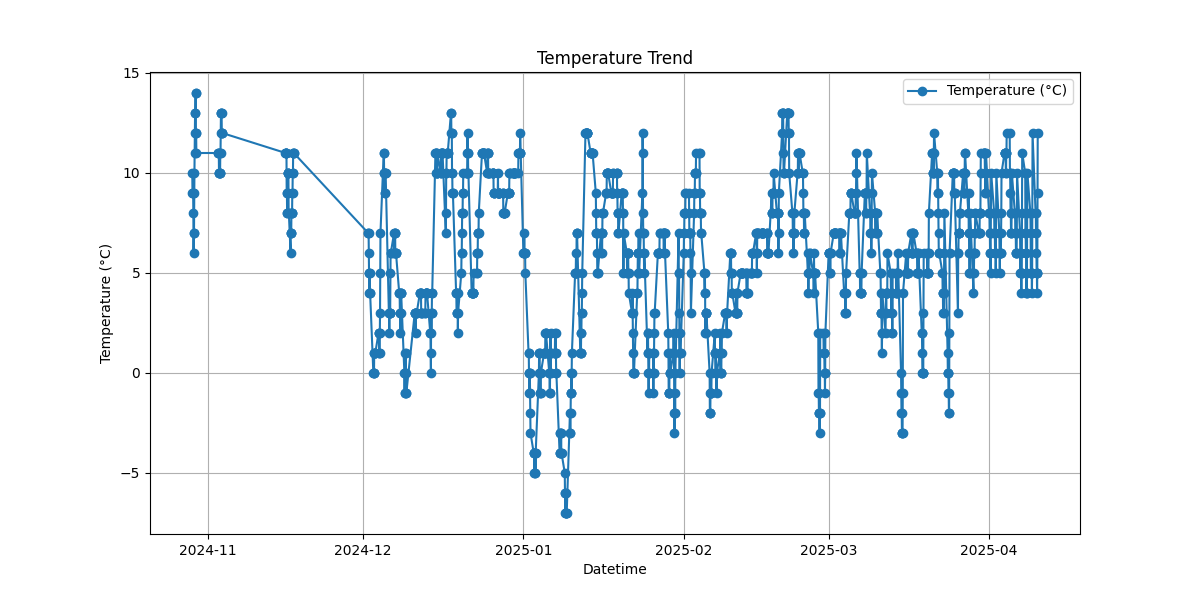 Temperature Trend
Temperature (°C)
15
10
5
0
−5
Temperature (°C)
2024-11
2024-12
2025-01
2025-02
2025-03
2025-04
Datetime